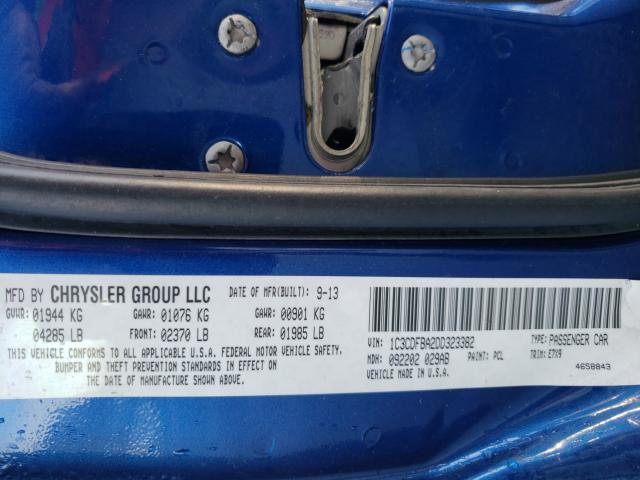 MFD BY CHRYSLER GROUP LLC DATE OF MFR(BUILT): 9-13
GVWR: 01944 KG GAWR: 01076 KG GAWR: 00901 KG
04285 LB FRONT: 02370 LB REAR: 01985 LB
THIS VEHICLE CONFORMS TO ALL APPLICABLE U.S.A. FEDERAL MOTOR VEHICLE SAFETY,
BUMPER AND THEFT PREVENTION STANDARDS IN EFFECT ON
THE DATE OF MANUFACTURE SHOWN ABOVE.
VIN: 1C3CDFBA2DD323382 TYPE: PASSENGER CAR
MDH: 092202 029AB PAINT: PCL TRIM: E7X9
4658843